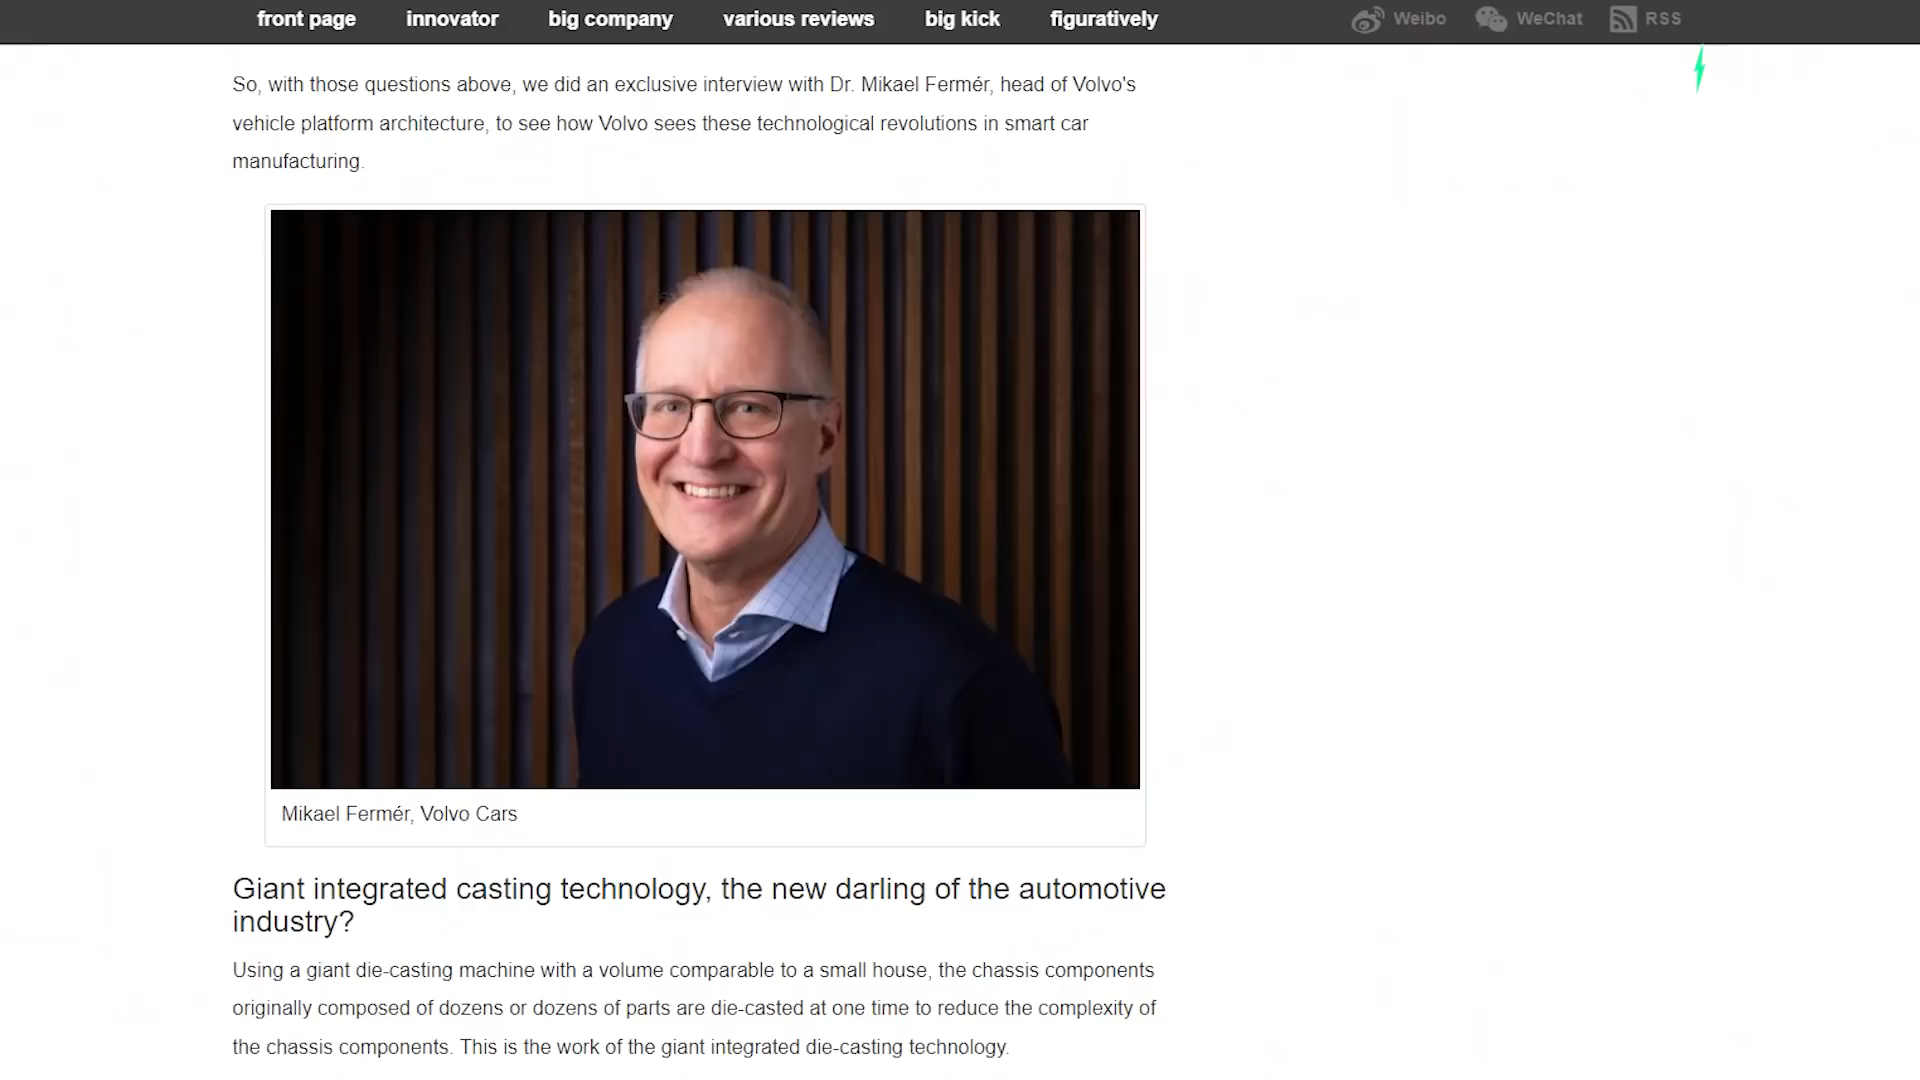 front page innovator big company various reviews big kick figuratively Weibo WeChat RSS
So, with those questions above, we did an exclusive interview with Dr. Mikael Fermér, head of Volvo's
vehicle platform architecture, to see how Volvo sees these technological revolutions in smart car
manufacturing.
Mikael Fermér, Volvo Cars
Giant integrated casting technology, the new darling of the automotive
industry?
Using a giant die-casting machine with a volume comparable to a small house, the chassis components
originally composed of dozens or dozens of parts are die-casted at one time to reduce the complexity of
the chassis components. This is the work of the giant integrated die-casting technology.